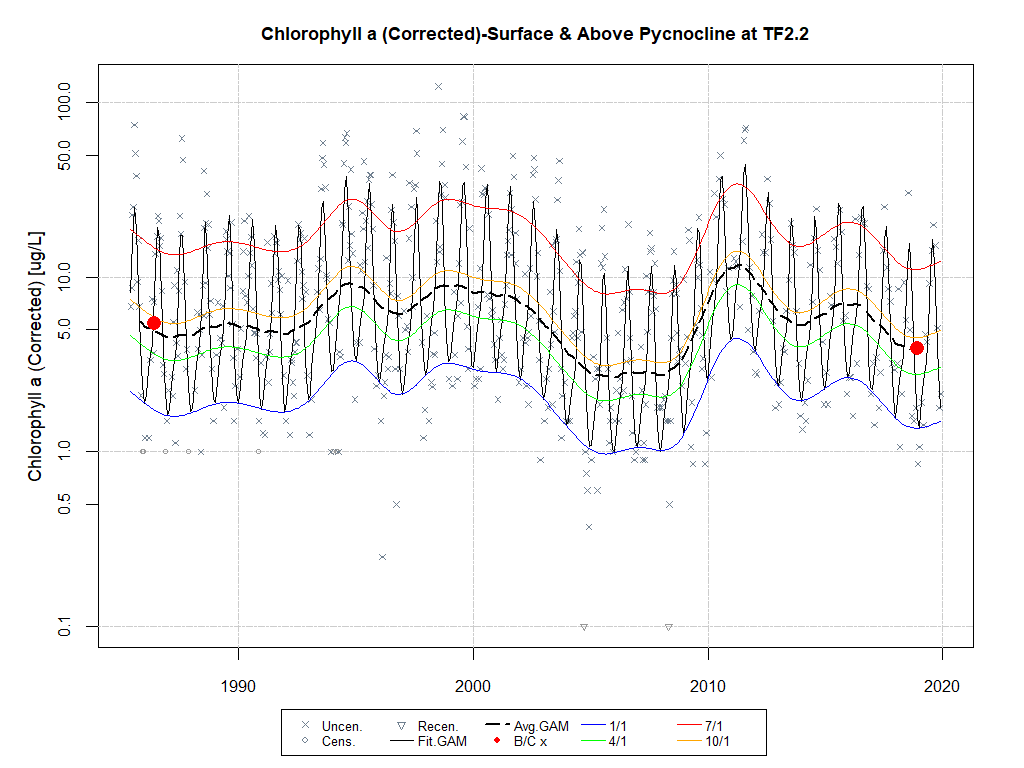 Chlorophyll a (Corrected)-Surface & Above Pycnocline at TF2.2
Chlorophyll a (Corrected) [ug/L]
100.0
50.0
10.0
5.0
1.0
0.5
0.1
1990 2000 2010 2020
Uncen. Recen. Avg.GAM 1/1 7/1
Cens. Fit.GAM B/C x 4/1 10/1